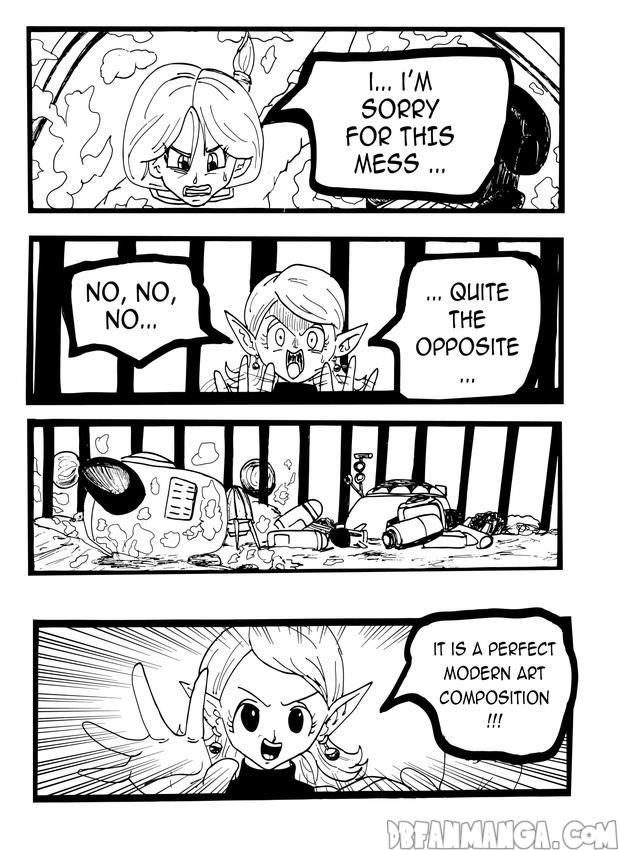 I... I'M
SORRY
FOR THIS
MESS ...
NO, NO,
NO...
... QUITE
THE
OPPOSITE
...
IT IS A PERFECT
MODERN ART
COMPOSITION
!!!
DBFANMANGA.COM